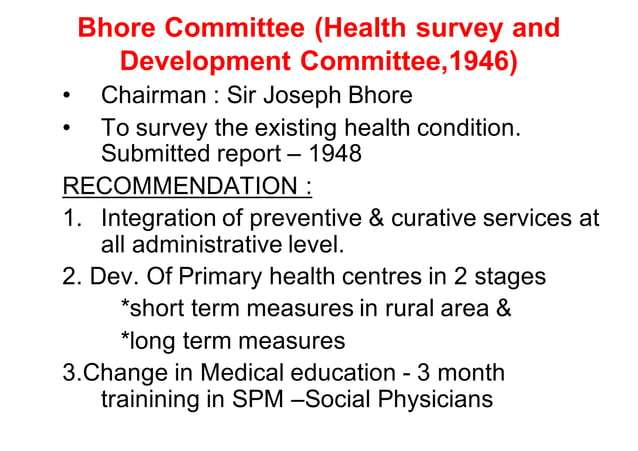 Bhore Committee (Health survey and
Development Committee,1946)
• Chairman : Sir Joseph Bhore
• To survey the existing health condition.
Submitted report – 1948
RECOMMENDATION :
1. Integration of preventive & curative services at
all administrative level.
2. Dev. Of Primary health centres in 2 stages
*short term measures in rural area &
*long term measures
3.Change in Medical education - 3 month
trainining in SPM –Social Physicians